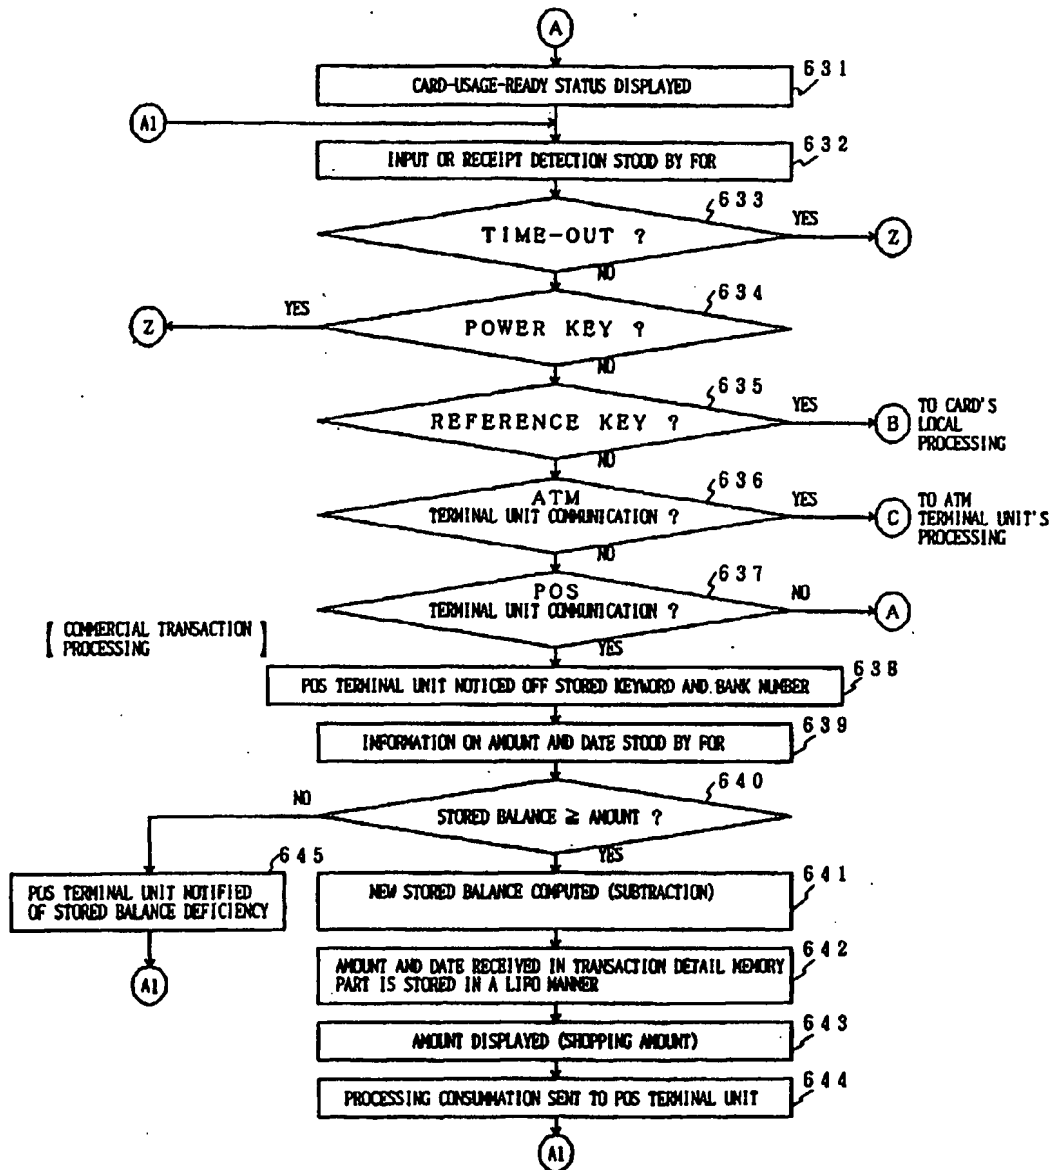 A
631
CARD-USAGE-READY STATUS DISPLAYED
A1
632
INPUT OR RECEIPT DETECTION STOOD BY FOR
633
TIME-OUT ?
YES
Z
NO
634
YES
Z
POWER KEY ?
NO
635
REFERENCE KEY ?
YES
B
TO CARD'S
LOCAL
PROCESSING
NO
636
ATM
TERMINAL UNIT COMMUNICATION ?
YES
C
TO ATM
TERMINAL UNIT'S
PROCESSING
NO
637
POS
TERMINAL UNIT COMMUNICATION ?
NO
A
YES
[ COMMERCIAL TRANSACTION
PROCESSING ]
638
POS TERMINAL UNIT NOTICED OFF STORED KEYWORD AND BANK NUMBER
639
INFORMATION ON AMOUNT AND DATE STOOD BY FOR
640
NO
STORED BALANCE ≧ AMOUNT ?
YES
645
POS TERMINAL UNIT NOTIFIED
OF STORED BALANCE DEFICIENCY
A1
641
NEW STORED BALANCE COMPUTED (SUBTRACTION)
642
AMOUNT AND DATE RECEIVED IN TRANSACTION DETAIL MEMORY
PART IS STORED IN A LIFO MANNER
643
AMOUNT DISPLAYED (SHOPPING AMOUNT)
644
PROCESSING CONSUMMATION SENT TO POS TERMINAL UNIT
A1